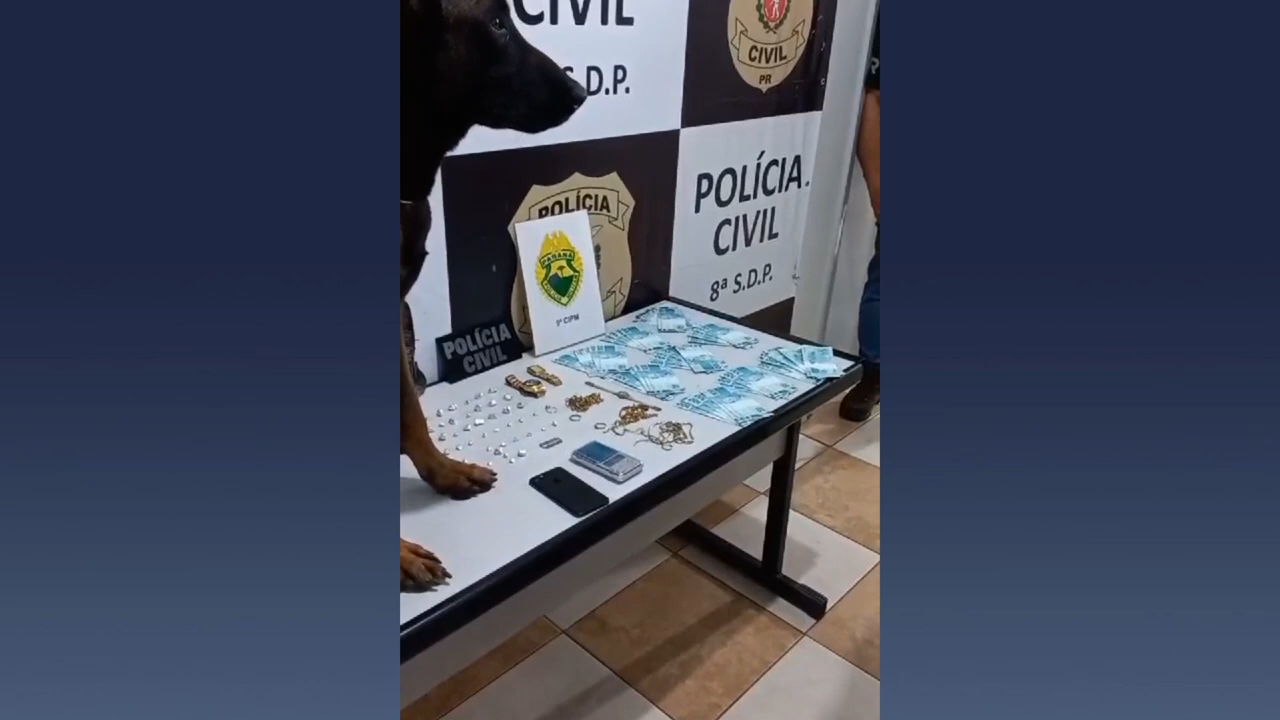 CIVIL
S.D.P.
CIVIL
PR
POLÍCIA
CIVIL
8ª S.D.P.
POLÍCIA
PARANÁ
5ª CIPM
POLÍCIA
CIVIL